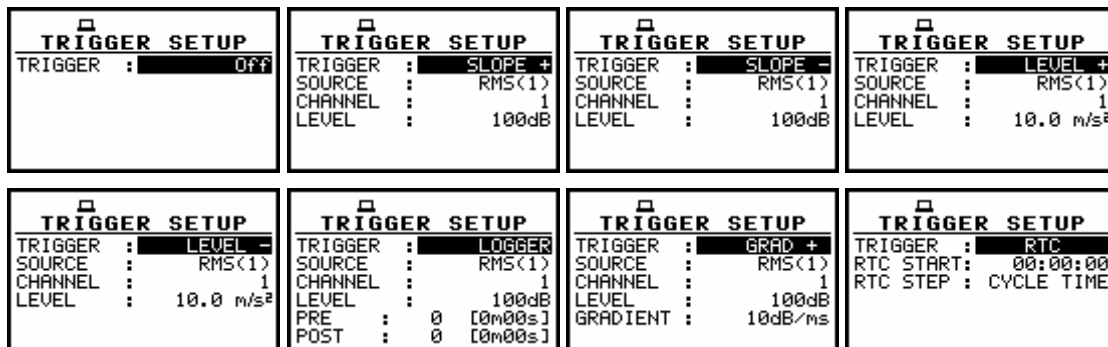 TRIGGER SETUP
TRIGGER : Off
TRIGGER SETUP
TRIGGER : SLOPE +
SOURCE : RMS(1)
CHANNEL : 1
LEVEL : 100dB
TRIGGER SETUP
TRIGGER : SLOPE -
SOURCE : RMS(1)
CHANNEL : 1
LEVEL : 100dB
TRIGGER SETUP
TRIGGER : LEVEL +
SOURCE : RMS(1)
CHANNEL : 1
LEVEL : 10.0 m/s²
TRIGGER SETUP
TRIGGER : LEVEL -
SOURCE : RMS(1)
CHANNEL : 1
LEVEL : 10.0 m/s²
TRIGGER SETUP
TRIGGER : LOGGER
SOURCE : RMS(1)
CHANNEL : 1
LEVEL : 100dB
PRE : 0 [0m00s]
POST : 0 [0m00s]
TRIGGER SETUP
TRIGGER : GRAD +
SOURCE : RMS(1)
CHANNEL : 1
LEVEL : 100dB
GRADIENT : 10dB/ms
TRIGGER SETUP
TRIGGER : RTC
RTC START: 00:00:00
RTC STEP : CYCLE TIME